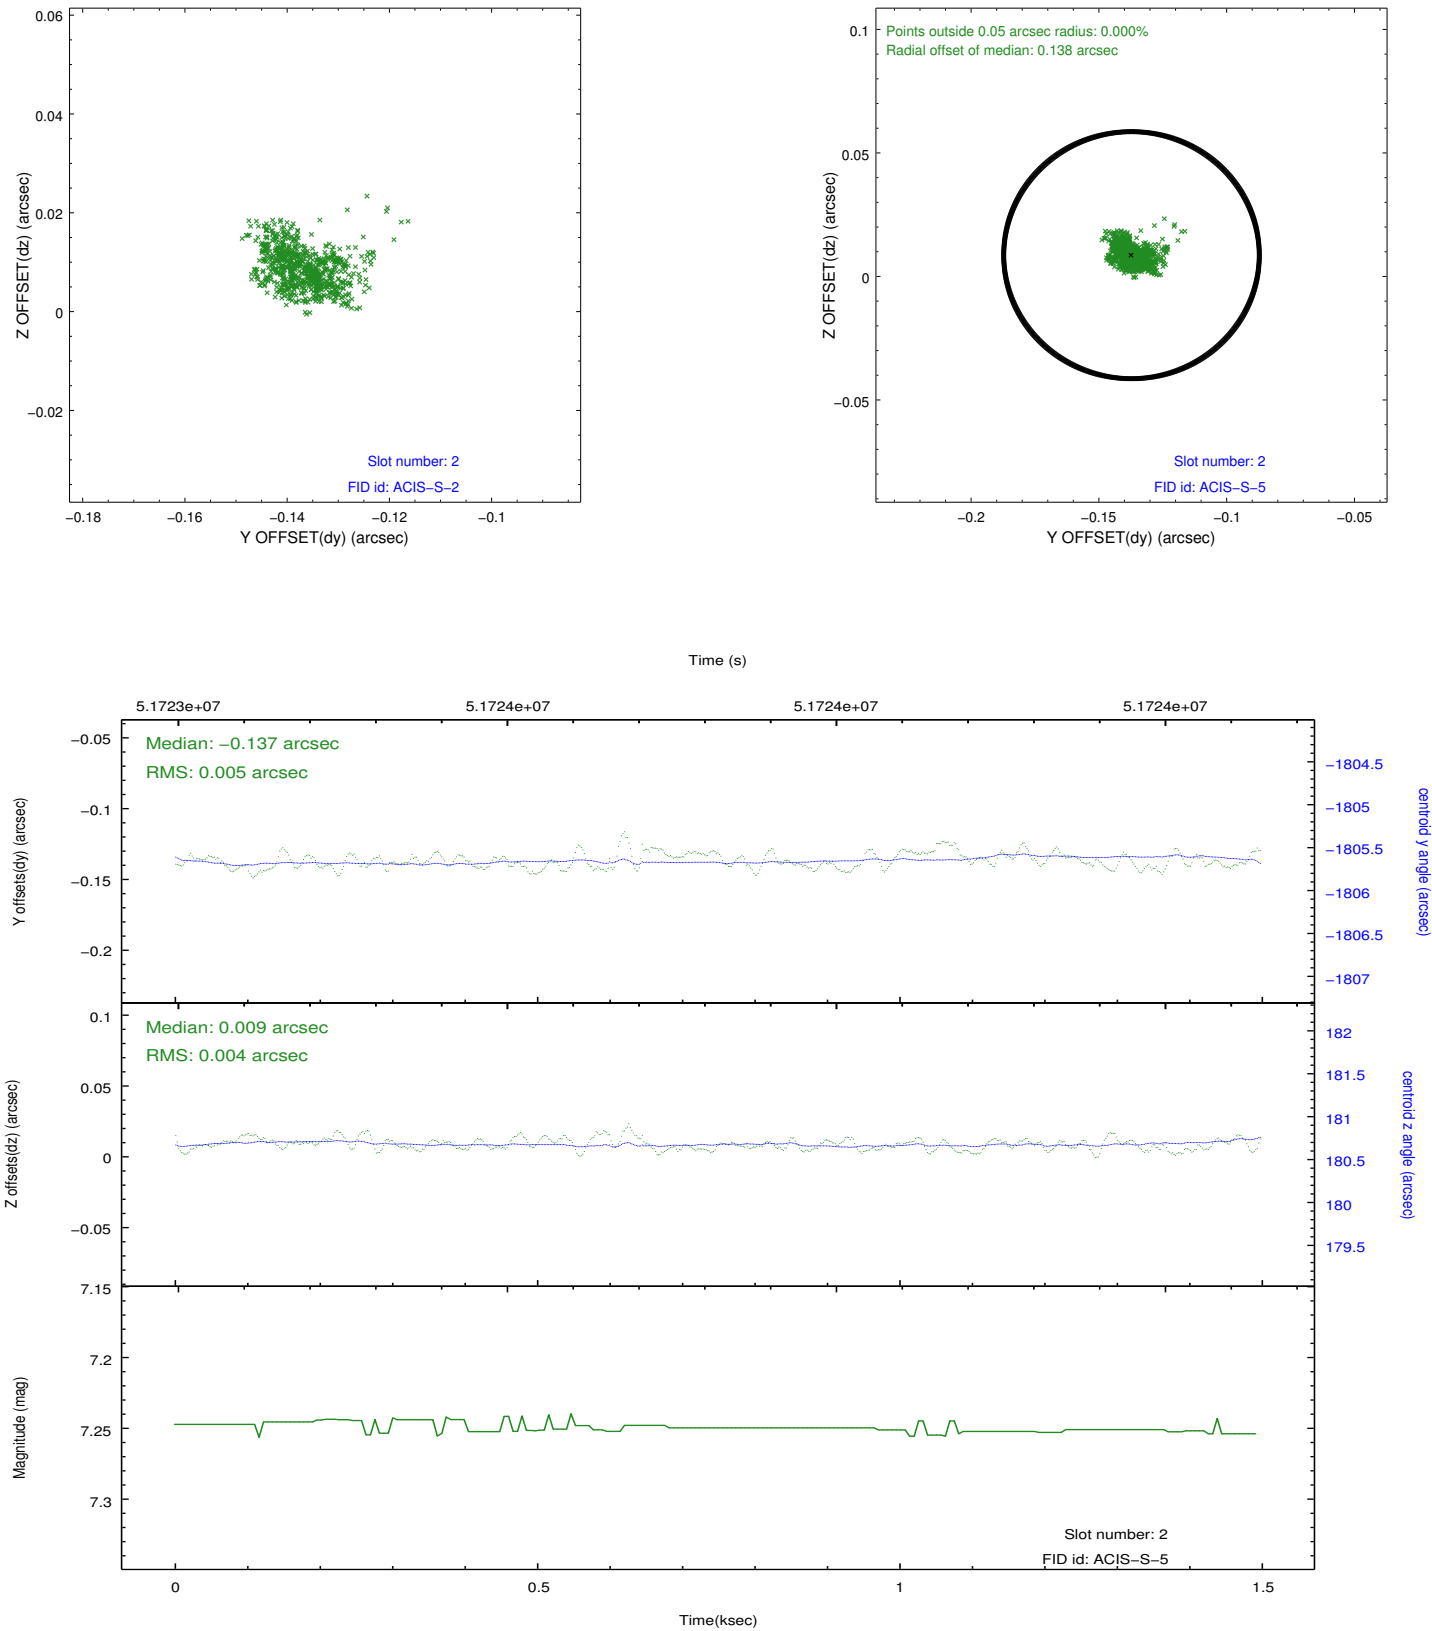 0.06
0.04
0.02
0
−0.02
Z OFFSET(dz) (arcsec)
Slot number: 2
FID id: ACIS−S−2
−0.18 −0.16 −0.14 −0.12 −0.1
Y OFFSET(dy) (arcsec)
Points outside 0.05 arcsec radius: 0.000%
Radial offset of median: 0.138 arcsec
0.1
0.05
0
−0.05
Z OFFSET(dz) (arcsec)
Slot number: 2
FID id: ACIS−S−5
−0.2 −0.15 −0.1 −0.05
Y OFFSET(dy) (arcsec)
Time (s)
5.1723e+07 5.1724e+07 5.1724e+07 5.1724e+07
Median: −0.137 arcsec
RMS: 0.005 arcsec
−0.05
−0.1
−0.15
−0.2
Y offsets(dy) (arcsec)
−1804.5
−1805
−1805.5
−1806
−1806.5
−1807
centroid y angle (arcsec)
Median: 0.009 arcsec
RMS: 0.004 arcsec
0.1
0.05
0
−0.05
Z offsets(dz) (arcsec)
182
181.5
181
180.5
180
179.5
centroid z angle (arcsec)
7.15
7.2
7.25
7.3
Magnitude (mag)
Slot number: 2
FID id: ACIS−S−5
0 0.5 1 1.5
Time(ksec)